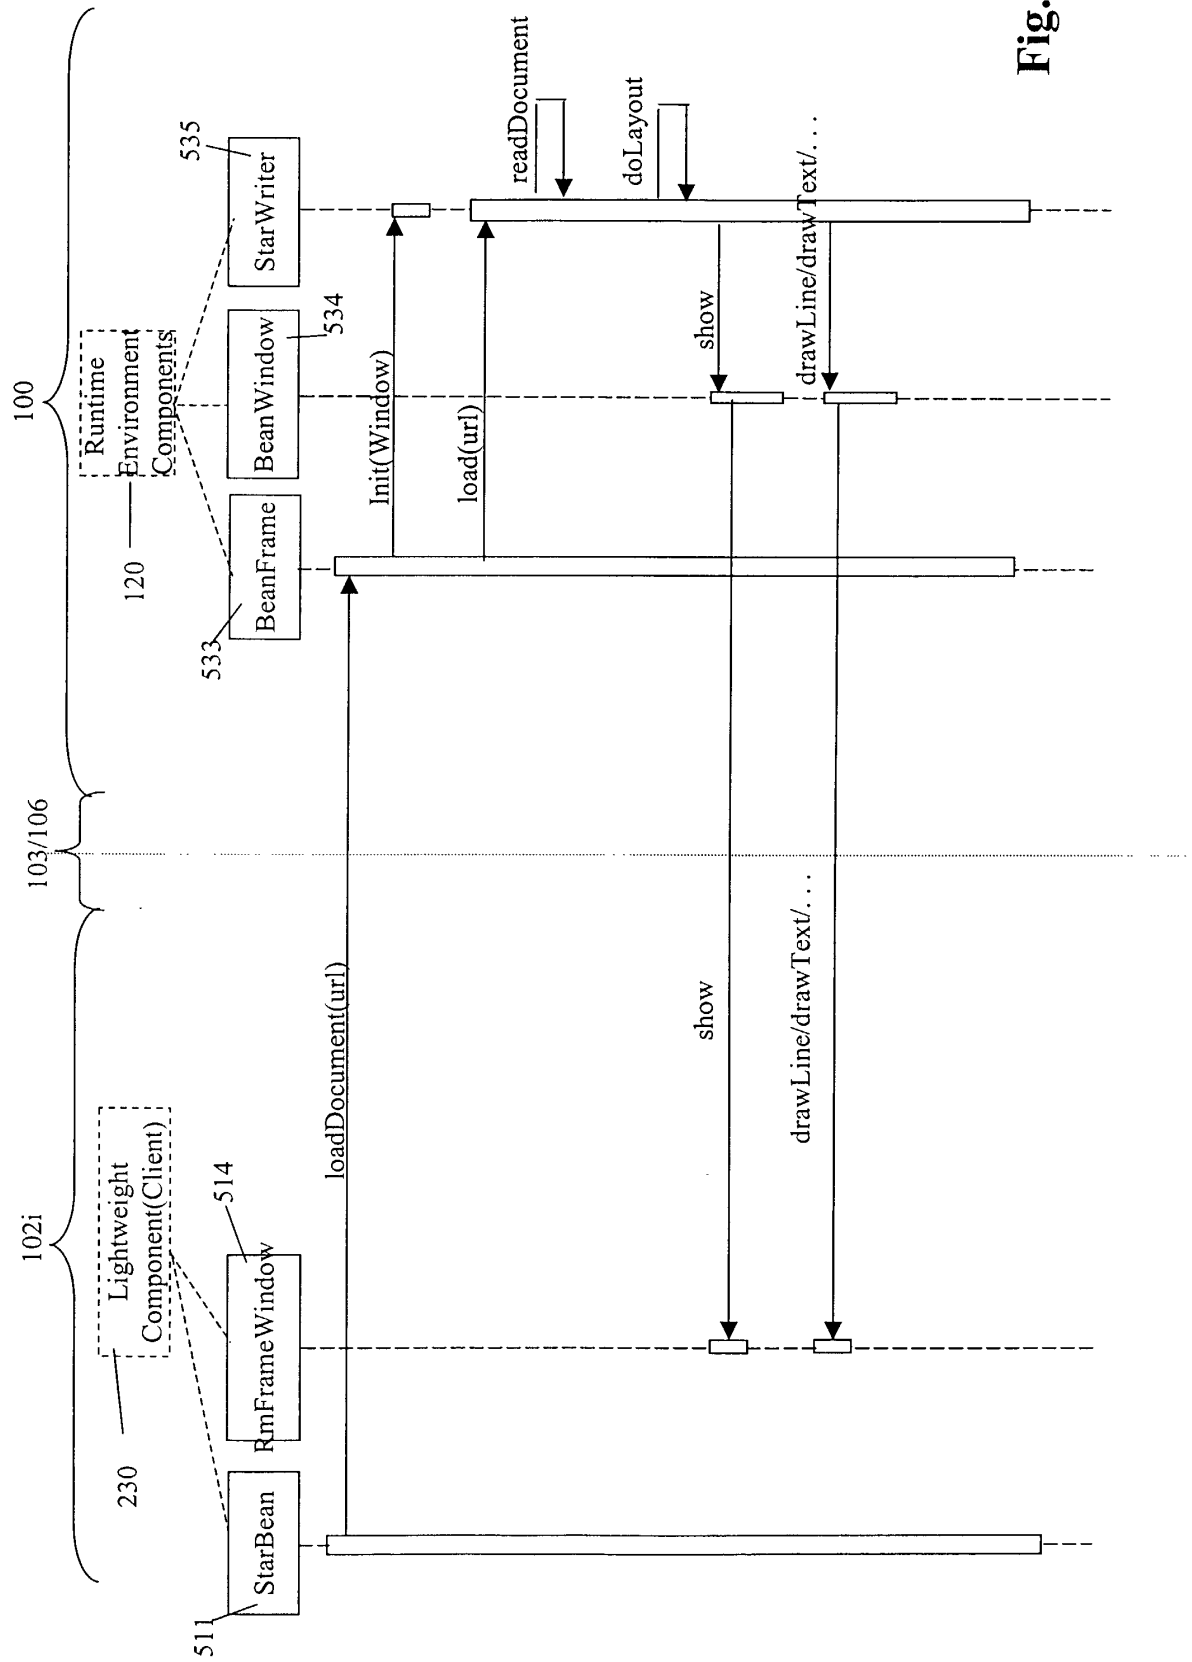 102i
103/106
100
230
Lightweight
Component(Client)
120
Runtime
Environment
Components
511
StarBean
RmFrameWindow
514
533
BeanFrame
BeanWindow
534
StarWriter
535
loadDocument(url)
Init(Window)
load(url)
readDocument
doLayout
show
show
drawLine/drawText/. . .
drawLine/drawText/. . .
Fig.